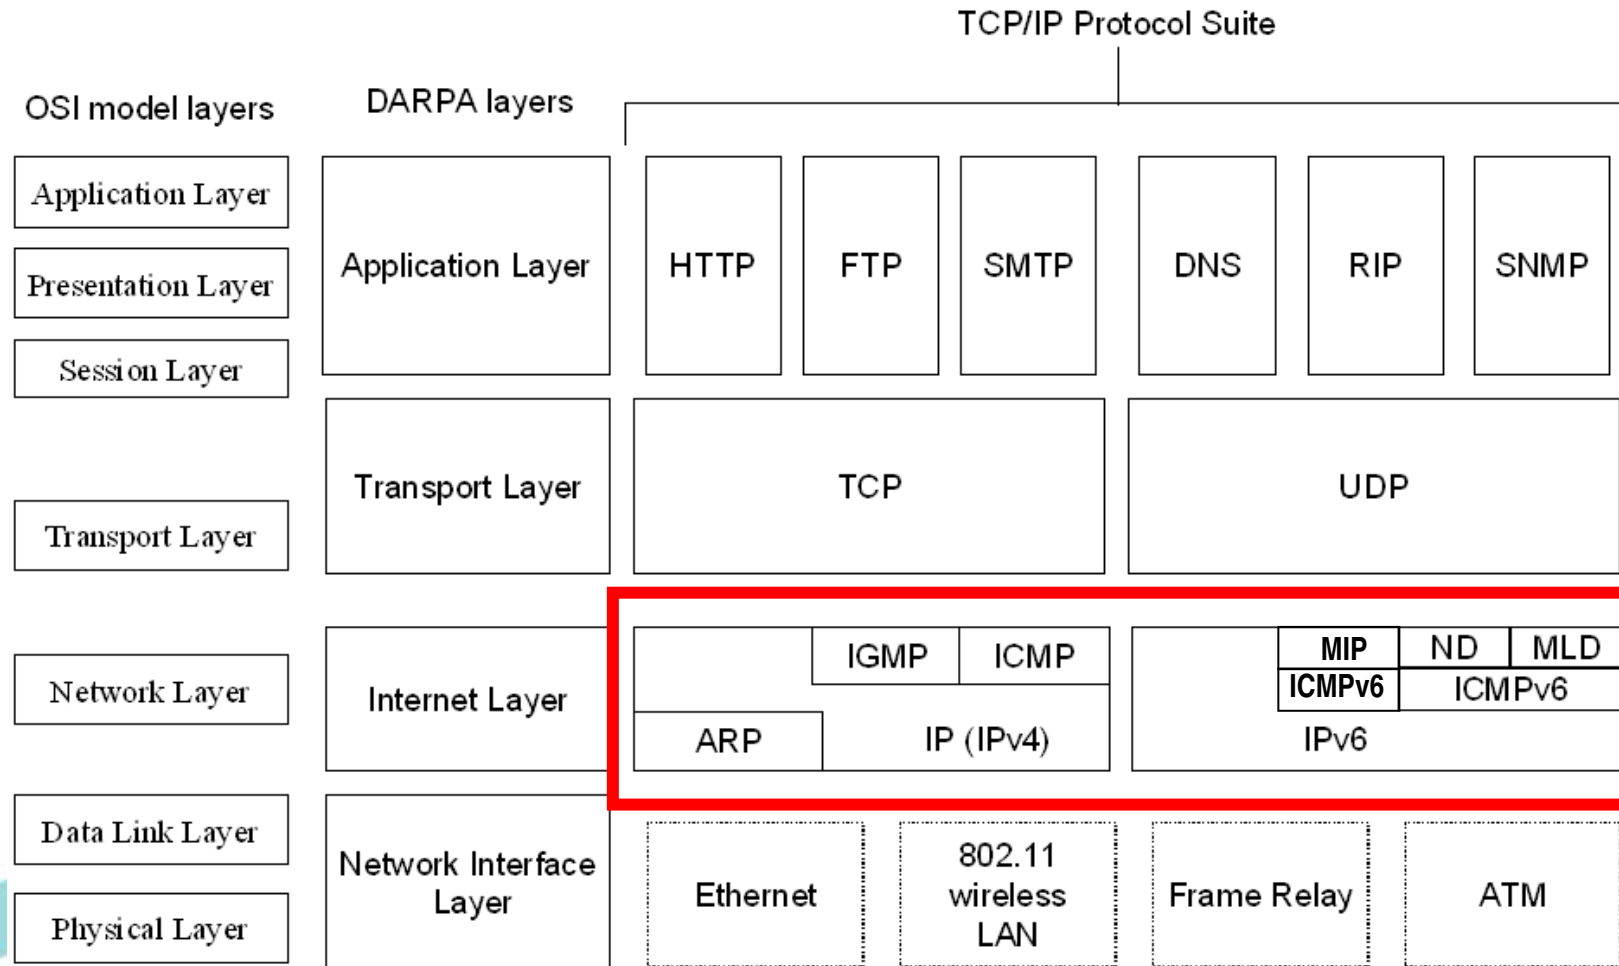 TCP/IP Protocol Suite
OSI model layers
DARPA layers
Application Layer
Presentation Layer
Session Layer
Transport Layer
Network Layer
Data Link Layer
Physical Layer
Application Layer
Transport Layer
Internet Layer
Network Interface
Layer
HTTP
FTP
SMTP
DNS
RIP
SNMP
TCP
UDP
IGMP
ICMP
ARP
IP (IPv4)
MIP
ND
MLD
ICMPv6
ICMPv6
IPv6
Ethernet
802.11
wireless
LAN
Frame Relay
ATM